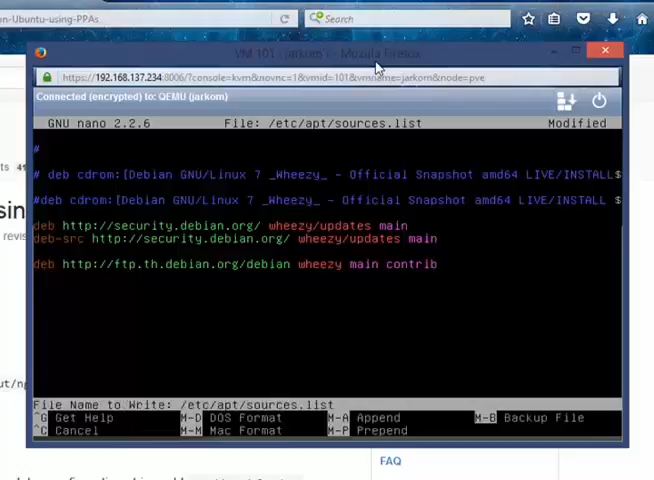 n-Ubuntu-using-PPAs
Search
VM 101 - jarkom - Mozilla Firefox
https://192.168.137.234:8006/?console=kvm&novnc=1&vmid=101&vmname=jarkom&node=pve
Connected (encrypted) to: QEMU (jarkom)
GNU nano 2.2.6 File: /etc/apt/sources.list Modified
#
# deb cdrom:[Debian GNU/Linux 7 _Wheezy_ - Official Snapshot amd64 LIVE/INSTALL$
#deb cdrom:[Debian GNU/Linux 7 _Wheezy_ - Official Snapshot amd64 LIVE/INSTALL $
deb http://security.debian.org/ wheezy/updates main
deb-src http://security.debian.org/ wheezy/updates main
deb http://ftp.th.debian.org/debian wheezy main contrib
sin
revis
ut/n
File Name to Write: /etc/apt/sources.list
^G Get Help M-D DOS Format M-A Append M-B Backup File
^C Cancel M-M Mac Format M-P Prepend
FAQ